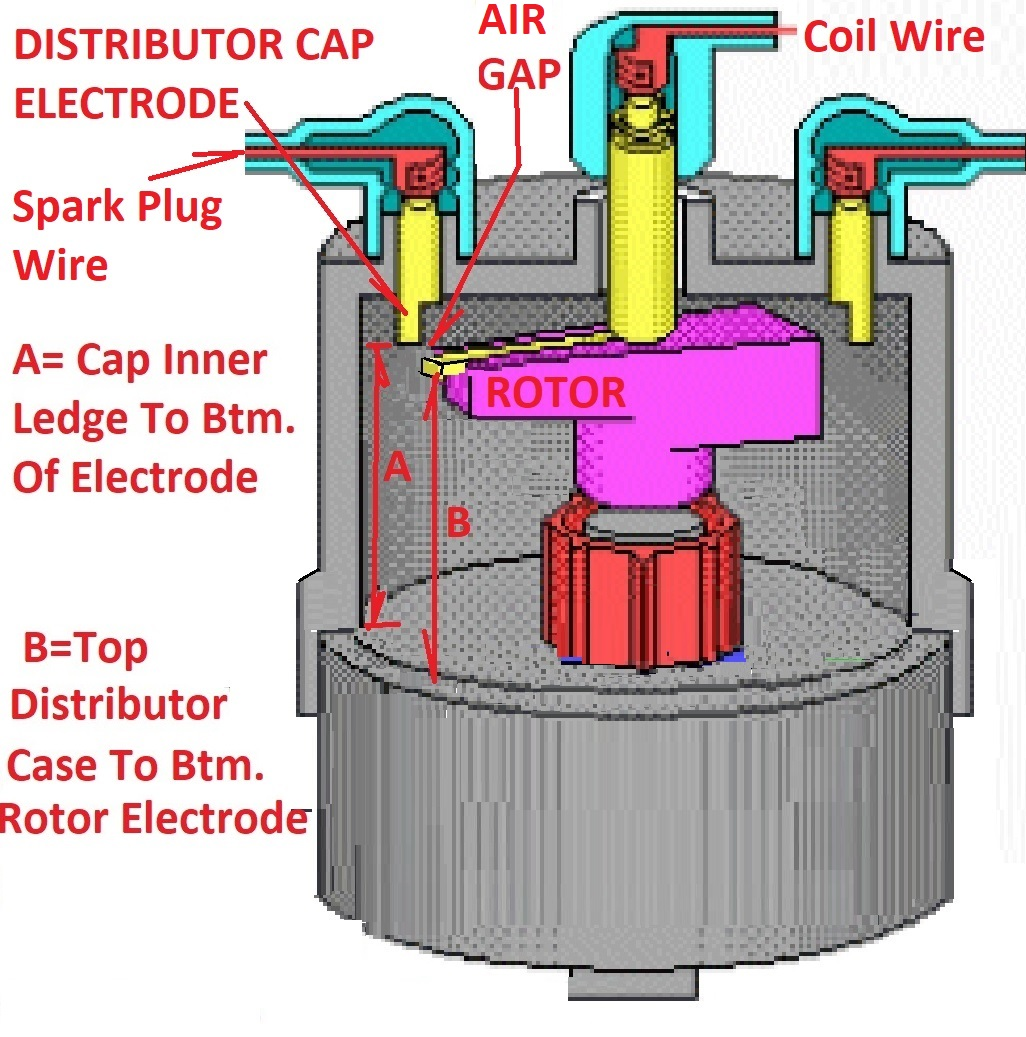 DISTRIBUTOR CAP
ELECTRODE
AIR
GAP
Coil Wire
Spark Plug
Wire
A= Cap Inner
Ledge To Btm.
Of Electrode
ROTOR
A
B
B=Top
Distributor
Case To Btm.
Rotor Electrode